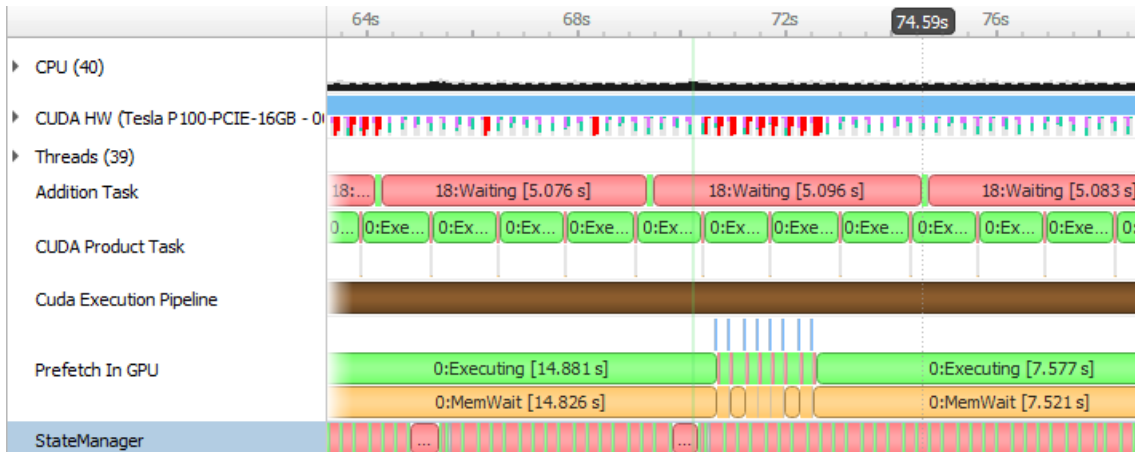 64s 68s 72s 74.59s 76s
CPU (40)
CUDA HW (Tesla P100-PCIE-16GB - 0
Threads (39)
Addition Task 18:... 18:Waiting [5.076 s] 18:Waiting [5.096 s] 18:Waiting [5.083 s]
CUDA Product Task 0... 0:Exe... 0:Ex... 0:Ex... 0:Exe... 0:Ex... 0:Ex... 0:Exe... 0:Exe... 0:Ex... 0:Ex... 0:Exe... 0:
Cuda Execution Pipeline
Prefetch In GPU 0:Executing [14.881 s] 0:Executing [7.577 s]
0:MemWait [14.826 s] 0:MemWait [7.521 s]
StateManager ... ...